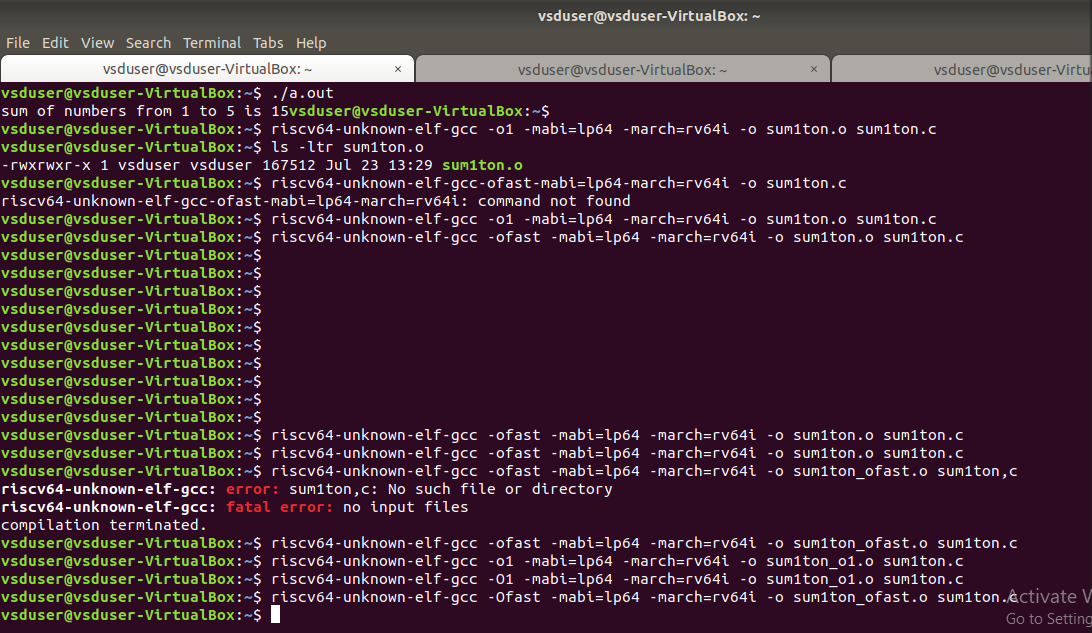 vsduser@vsduser-VirtualBox: ~
File Edit View Search Terminal Tabs Help
vsduser@vsduser-VirtualBox: ~ × vsduser@vsduser-VirtualBox: ~ × vsduser@vsduser-Virtu
vsduser@vsduser-VirtualBox:~$ ./a.out
sum of numbers from 1 to 5 is 15vsduser@vsduser-VirtualBox:~$
vsduser@vsduser-VirtualBox:~$ riscv64-unknown-elf-gcc -o1 -mabi=lp64 -march=rv64i -o sum1ton.o sum1ton.c
vsduser@vsduser-VirtualBox:~$ ls -ltr sum1ton.o
-rwxrwxr-x 1 vsduser vsduser 167512 Jul 23 13:29 sum1ton.o
vsduser@vsduser-VirtualBox:~$ riscv64-unknown-elf-gcc-ofast-mabi=lp64-march=rv64i -o sum1ton.c
riscv64-unknown-elf-gcc-ofast-mabi=lp64-march=rv64i: command not found
vsduser@vsduser-VirtualBox:~$ riscv64-unknown-elf-gcc -o1 -mabi=lp64 -march=rv64i -o sum1ton.o sum1ton.c
vsduser@vsduser-VirtualBox:~$ riscv64-unknown-elf-gcc -ofast -mabi=lp64 -march=rv64i -o sum1ton.o sum1ton.c
vsduser@vsduser-VirtualBox:~$
vsduser@vsduser-VirtualBox:~$
vsduser@vsduser-VirtualBox:~$
vsduser@vsduser-VirtualBox:~$
vsduser@vsduser-VirtualBox:~$
vsduser@vsduser-VirtualBox:~$
vsduser@vsduser-VirtualBox:~$
vsduser@vsduser-VirtualBox:~$
vsduser@vsduser-VirtualBox:~$
vsduser@vsduser-VirtualBox:~$
vsduser@vsduser-VirtualBox:~$ riscv64-unknown-elf-gcc -ofast -mabi=lp64 -march=rv64i -o sum1ton.o sum1ton.c
vsduser@vsduser-VirtualBox:~$ riscv64-unknown-elf-gcc -ofast -mabi=lp64 -march=rv64i -o sum1ton.o sum1ton.c
vsduser@vsduser-VirtualBox:~$ riscv64-unknown-elf-gcc -ofast -mabi=lp64 -march=rv64i -o sum1ton_ofast.o sum1ton,c
riscv64-unknown-elf-gcc: error: sum1ton,c: No such file or directory
riscv64-unknown-elf-gcc: fatal error: no input files
compilation terminated.
vsduser@vsduser-VirtualBox:~$ riscv64-unknown-elf-gcc -ofast -mabi=lp64 -march=rv64i -o sum1ton_ofast.o sum1ton.c
vsduser@vsduser-VirtualBox:~$ riscv64-unknown-elf-gcc -o1 -mabi=lp64 -march=rv64i -o sum1ton_o1.o sum1ton.c
vsduser@vsduser-VirtualBox:~$ riscv64-unknown-elf-gcc -O1 -mabi=lp64 -march=rv64i -o sum1ton_o1.o sum1ton.c
vsduser@vsduser-VirtualBox:~$ riscv64-unknown-elf-gcc -Ofast -mabi=lp64 -march=rv64i -o sum1ton_ofast.o sum1ton.c
vsduser@vsduser-VirtualBox:~$
Activate W
Go to Setting